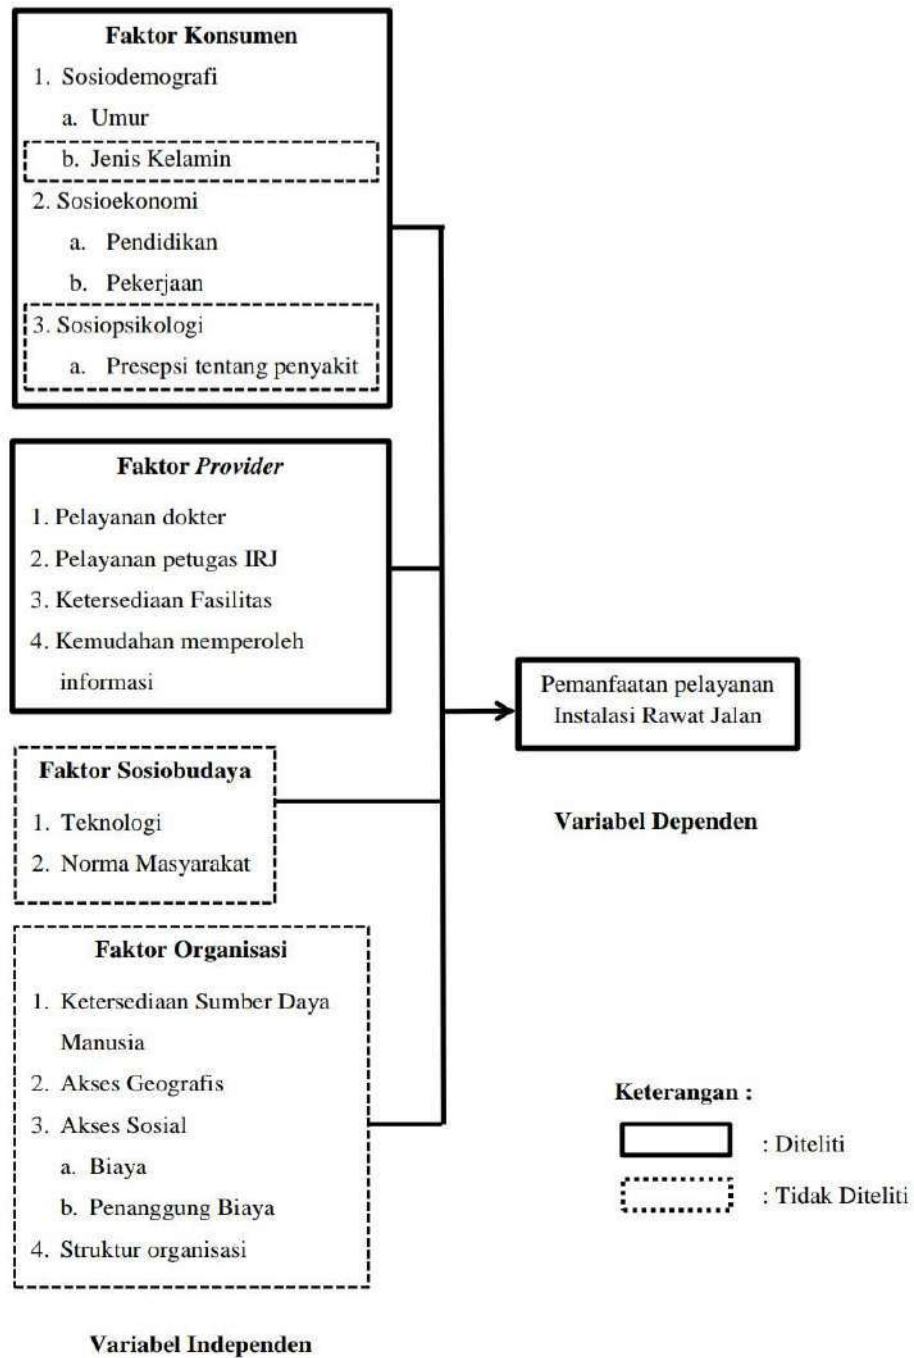 Faktor Konsumen
1. Sosiodemografi
a. Umur
b. Jenis Kelamin
2. Sosioekonomi
a. Pendidikan
b. Pekerjaan
3. Sosiopsikologi
a. Presepsi tentang penyakit
Faktor Provider
1. Pelayanan dokter
2. Pelayanan petugas IRJ
3. Ketersediaan Fasilitas
4. Kemudahan memperoleh
informasi
Faktor Sosiobudaya
1. Teknologi
2. Norma Masyarakat
Faktor Organisasi
1. Ketersediaan Sumber Daya
Manusia
2. Akses Geografis
3. Akses Sosial
a. Biaya
b. Penanggung Biaya
4. Struktur organisasi
Variabel Independen
Pemanfaatan pelayanan
Instalasi Rawat Jalan
Variabel Dependen
Keterangan :
: Diteliti
: Tidak Diteliti